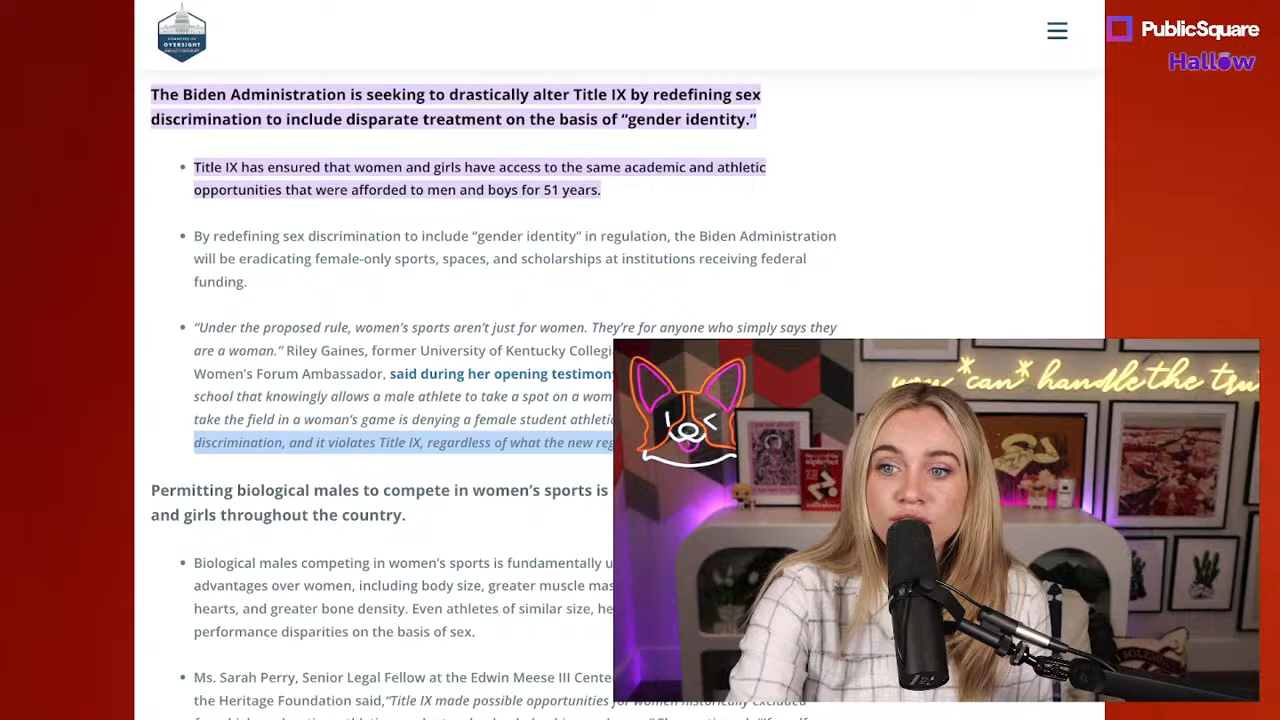 PublicSquare
Hallow
OVERSIGHT
The Biden Administration is seeking to drastically alter Title IX by redefining sex
discrimination to include disparate treatment on the basis of “gender identity.”
• Title IX has ensured that women and girls have access to the same academic and athletic
opportunities that were afforded to men and boys for 51 years.
• By redefining sex discrimination to include “gender identity” in regulation, the Biden Administration
will be eradicating female-only sports, spaces, and scholarships at institutions receiving federal
funding.
• “Under the proposed rule, women’s sports aren’t just for women. They’re for anyone who simply says they
are a woman.” Riley Gaines, former University of Kentucky
Women’s Forum Ambassador, said during her opening
school that knowingly allows a male athlete to take a spot on a
take the field in a woman’s game is denying a female student
discrimination, and it violates Title IX, regardless of what the new
you *can* handle the
Permitting biological males to compete in women’s sports is
and girls throughout the country.
• Biological males competing in women’s sports is fundamentally
advantages over women, including body size, greater muscle
hearts, and greater bone density. Even athletes of similar size,
performance disparities on the basis of sex.
• Ms. Sarah Perry, Senior Legal Fellow at the Edwin Meese III
the Heritage Foundation said, “Title IX made possible opportunities for women historically excluded